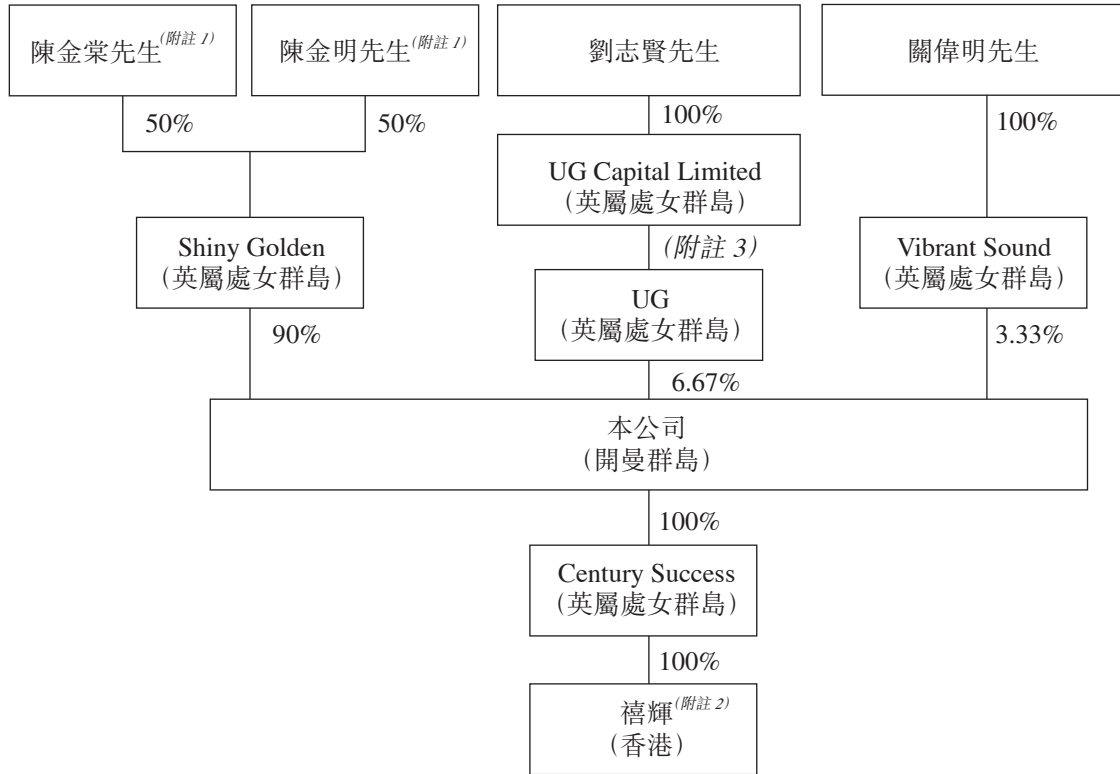 陳金棠先生(附註 1)
陳金明先生(附註 1)
劉志賢先生
關偉明先生
50%
50%
100%
100%
UG Capital Limited
(英屬處女群島)
Shiny Golden
(英屬處女群島)
(附註 3)
Vibrant Sound
(英屬處女群島)
UG
(英屬處女群島)
90%
3.33%
6.67%
本公司
(開曼群島)
100%
Century Success
(英屬處女群島)
100%
禧輝(附註 2)
(香港)